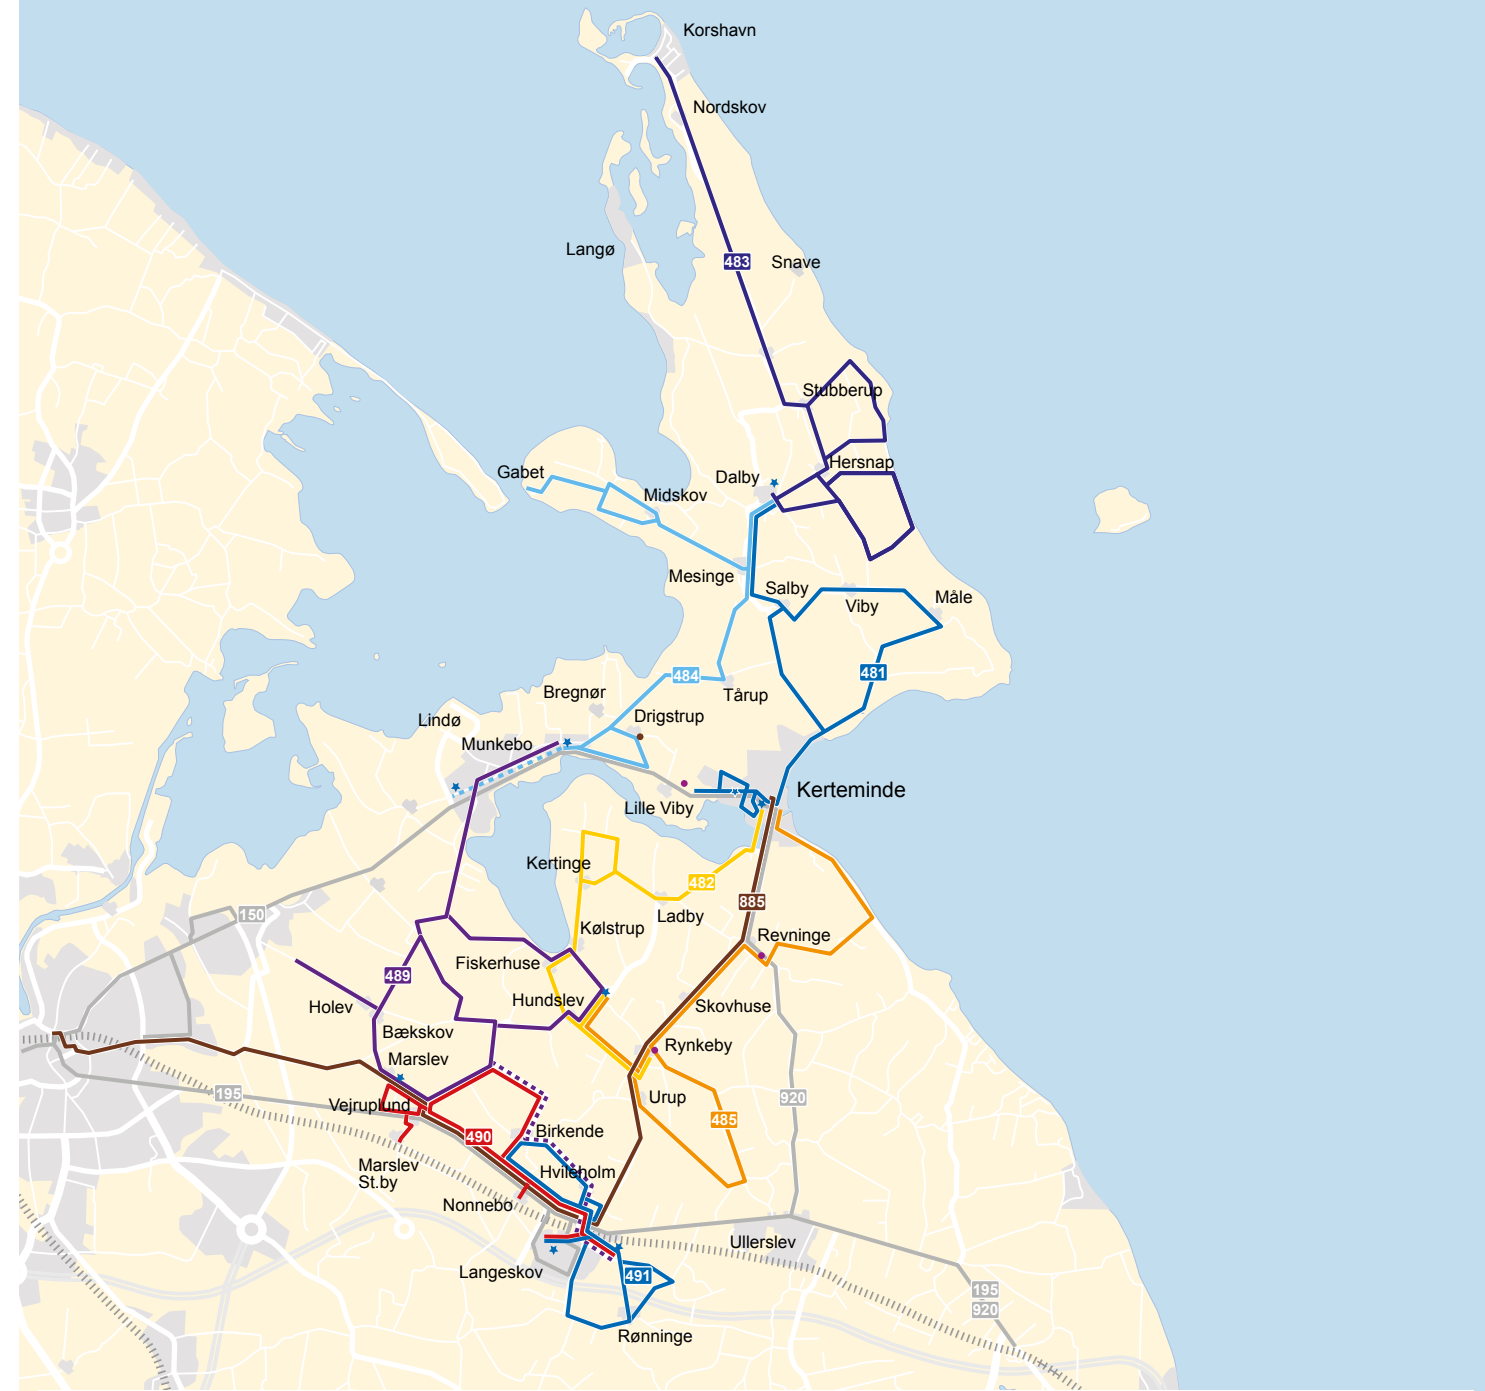 Korshavn
Nordskov
Langø
483
Snave
Stubberup
Hersnap
Gabet
Dalby
Midskov
Mesinge
Salby
Viby
Måle
484
481
Bregnør
Tårup
Lindø
Drigstrup
Munkebo
Kerteminde
Lille Viby
Kertinge
482
885
150
Ladby
Kølstrup
Revninge
Fiskerhuse
489
Hundslev
Holev
Skovhuse
Bækskov
Marslev
Rynkeby
195
Vejruplund
Urup
920
485
490
Birkende
Marslev
St.by
Hvileholm
Nonnebo
Ullerslev
Langeskov
491
195
920
Rønninge